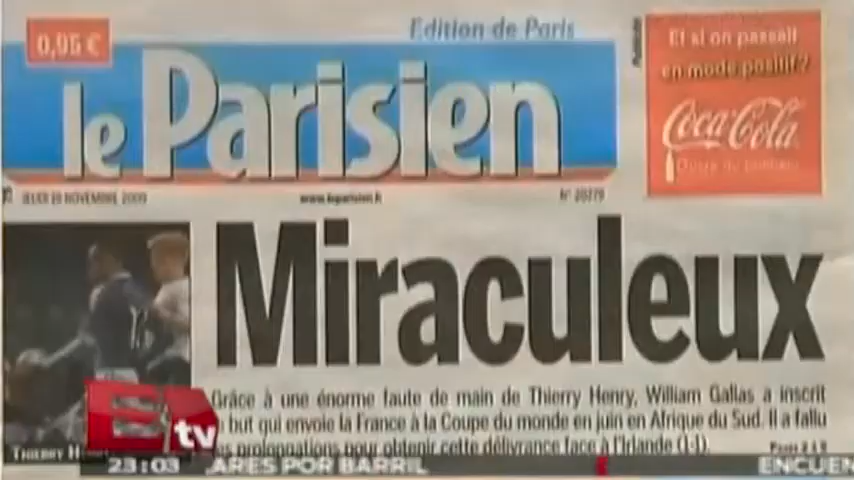 0,95 €
Edition de Paris
le Parisien
Et si on passait
en mode positif ?
Coca-Cola
JEUDI 19 NOVEMBRE 2009
www.leparisien.fr
N° 20279
Miraculeux
Grâce à une énorme faute de main de Thierry Henry, William Gallas a inscrit
but qui envoie la France à la Coupe du monde en juin en Afrique du Sud. Il a fallu
prolongations pour obtenir cette délivrance face à l'Irlande (1-1).
THIERRY
E tv
23:03
ARES POR BARRIL
ENCUEN